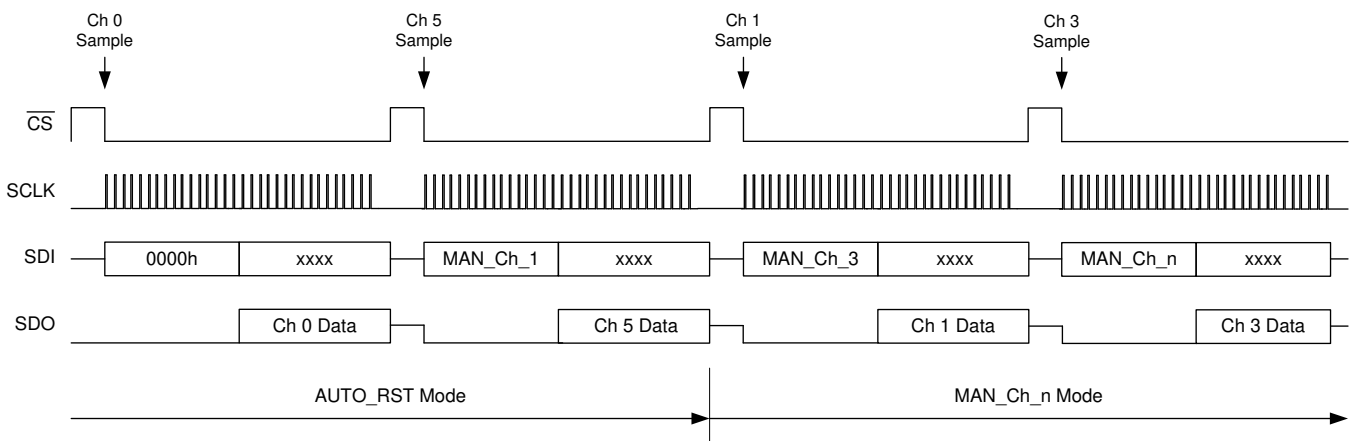 Ch 0 Sample
Ch 5 Sample
Ch 1 Sample
Ch 3 Sample
CS
SCLK
SDI 0000h xxxx MAN_Ch_1 xxxx MAN_Ch_3 xxxx MAN_Ch_n xxxx
SDO Ch 0 Data Ch 5 Data Ch 1 Data Ch 3 Data
AUTO_RST Mode MAN_Ch_n Mode